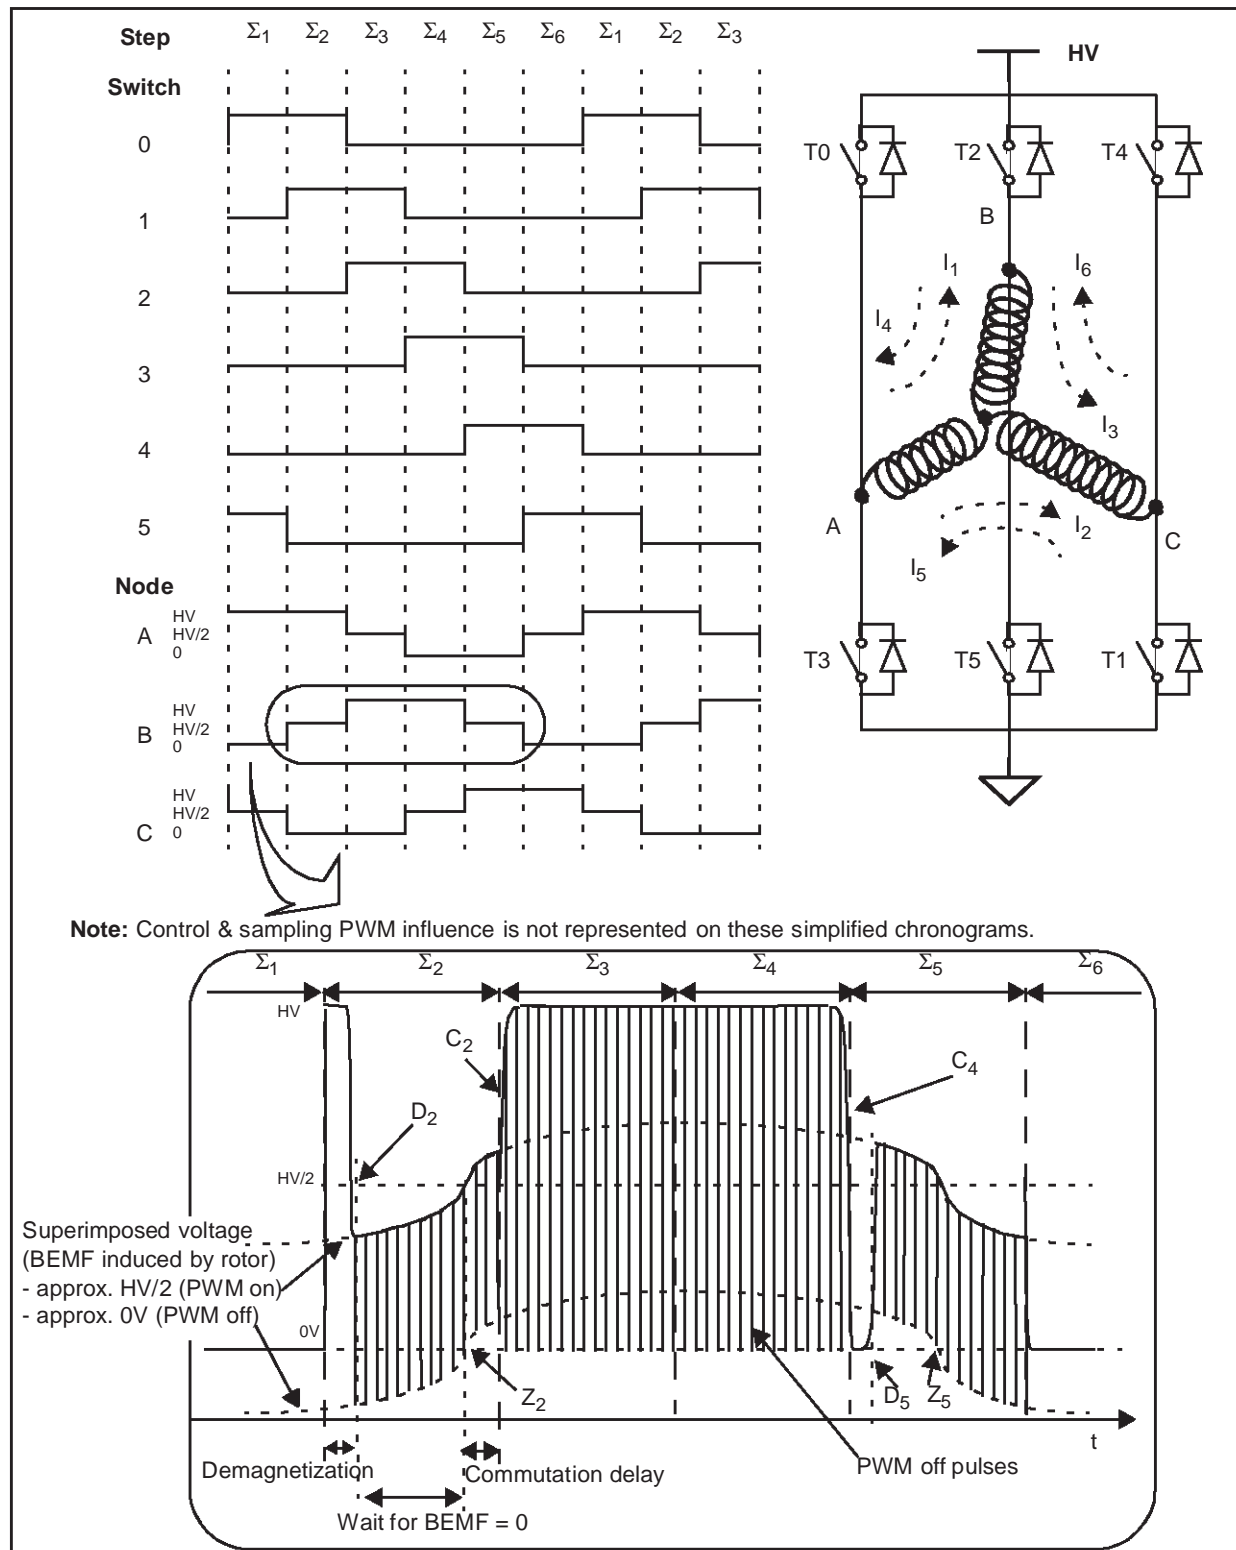 Step Σ1 Σ2 Σ3 Σ4 Σ5 Σ6 Σ1 Σ2 Σ3
Switch
0
1
2
3
4
5
Node
A HV
HV/2
0
B HV
HV/2
0
C HV
HV/2
0
HV
T0 T2 T4
B
I1 I6
I4
I3
A
I2
C
I5
T3 T5 T1
Note: Control & sampling PWM influence is not represented on these simplified chronograms.
Σ1 Σ2 Σ3 Σ4 Σ5 Σ6
HV
C2
C4
D2
HV/2
Superimposed voltage
(BEMF induced by rotor)
- approx. HV/2 (PWM on)
- approx. 0V (PWM off)
0V
Z2
D5 Z5
t
Demagnetization
Commutation delay
PWM off pulses
Wait for BEMF = 0